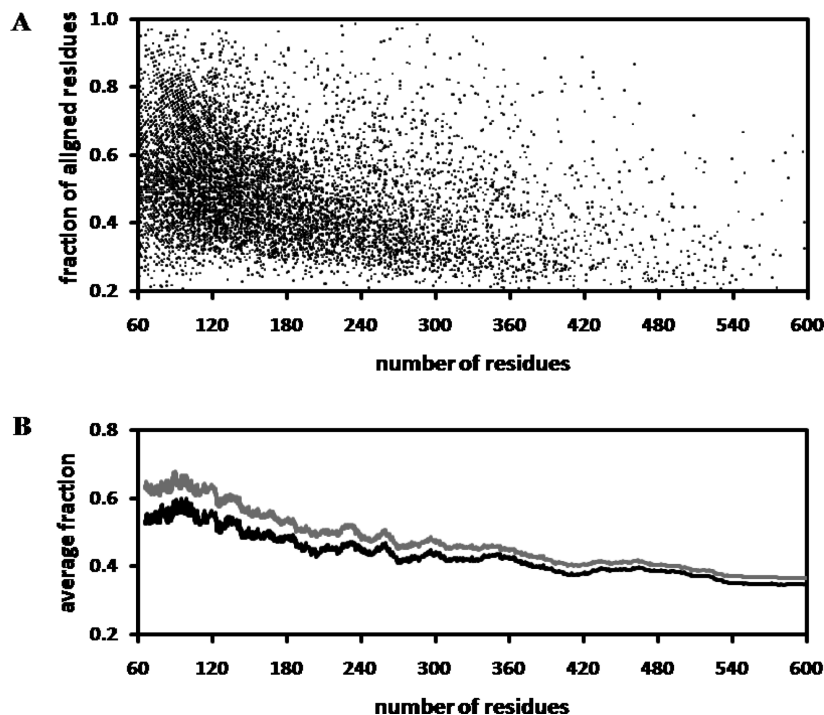 A
fraction of aligned residues
1.0
0.8
0.6
0.4
0.2
60 120 180 240 300 360 420 480 540 600
number of residues
B
average fraction
0.8
0.6
0.4
0.2
60 120 180 240 300 360 420 480 540 600
number of residues